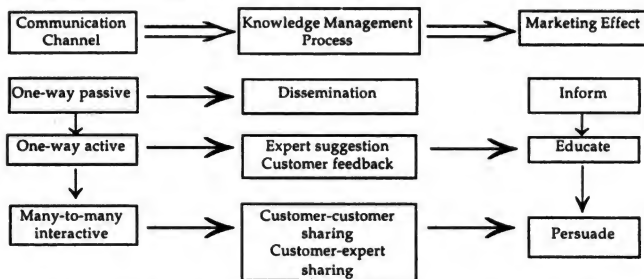 Communication
Channel
Knowledge Management
Process
Marketing Effect
One-way passive
Dissemination
Inform
One-way active
Expert suggestion
Customer feedback
Educate
Many-to-many
interactive
Customer-customer
sharing
Customer-expert
sharing
Persuade